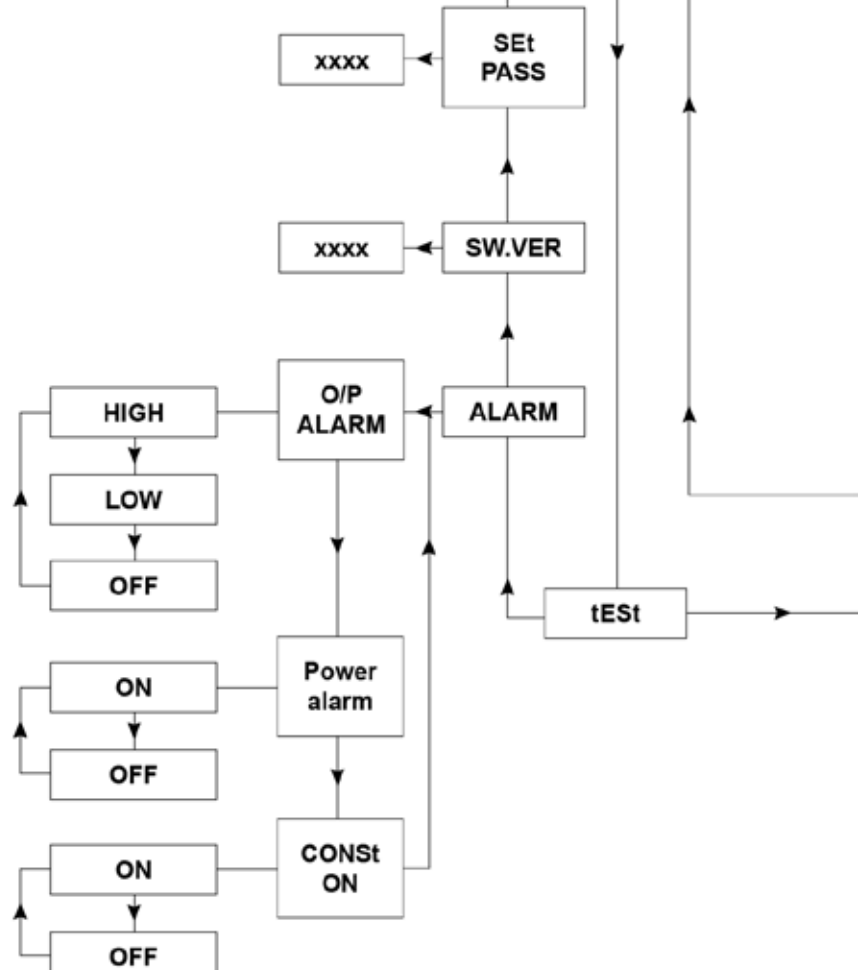 SEt
PASS
xxxx
xxxx
SW.VER
O/P
ALARM
HIGH
ALARM
LOW
OFF
tESt
Power
alarm
ON
OFF
CONSt
ON
ON
OFF